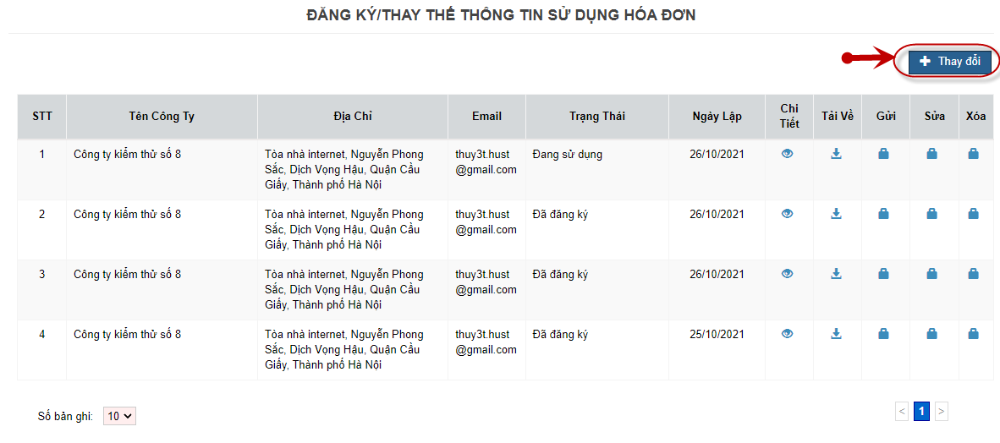 ĐĂNG KÝ/THAY THẾ THÔNG TIN SỬ DỤNG HÓA ĐƠN
Thay đổi
STT Tên Công Ty Địa Chỉ Email Trạng Thái Ngày Lập Chi Tiết Tải Về Gửi Sửa Xóa
1 Công ty kiểm thử số 8 Tòa nhà internet, Nguyễn Phong thuy3t.hust Đang sử dụng 26/10/2021
Sắc, Dịch Vọng Hậu, Quận Cầu @gmail.com
Giấy, Thành phố Hà Nội
2 Công ty kiểm thử số 8 Tòa nhà internet, Nguyễn Phong thuy3t.hust Đã đăng ký 26/10/2021
Sắc, Dịch Vọng Hậu, Quận Cầu @gmail.com
Giấy, Thành phố Hà Nội
3 Công ty kiểm thử số 8 Tòa nhà internet, Nguyễn Phong thuy3t.hust Đã đăng ký 26/10/2021
Sắc, Dịch Vọng Hậu, Quận Cầu @gmail.com
Giấy, Thành phố Hà Nội
4 Công ty kiểm thử số 8 Tòa nhà internet, Nguyễn Phong thuy3t.hust Đã đăng ký 25/10/2021
Sắc, Dịch Vọng Hậu, Quận Cầu @gmail.com
Giấy, Thành phố Hà Nội
Số bản ghi: 10 < 1 >